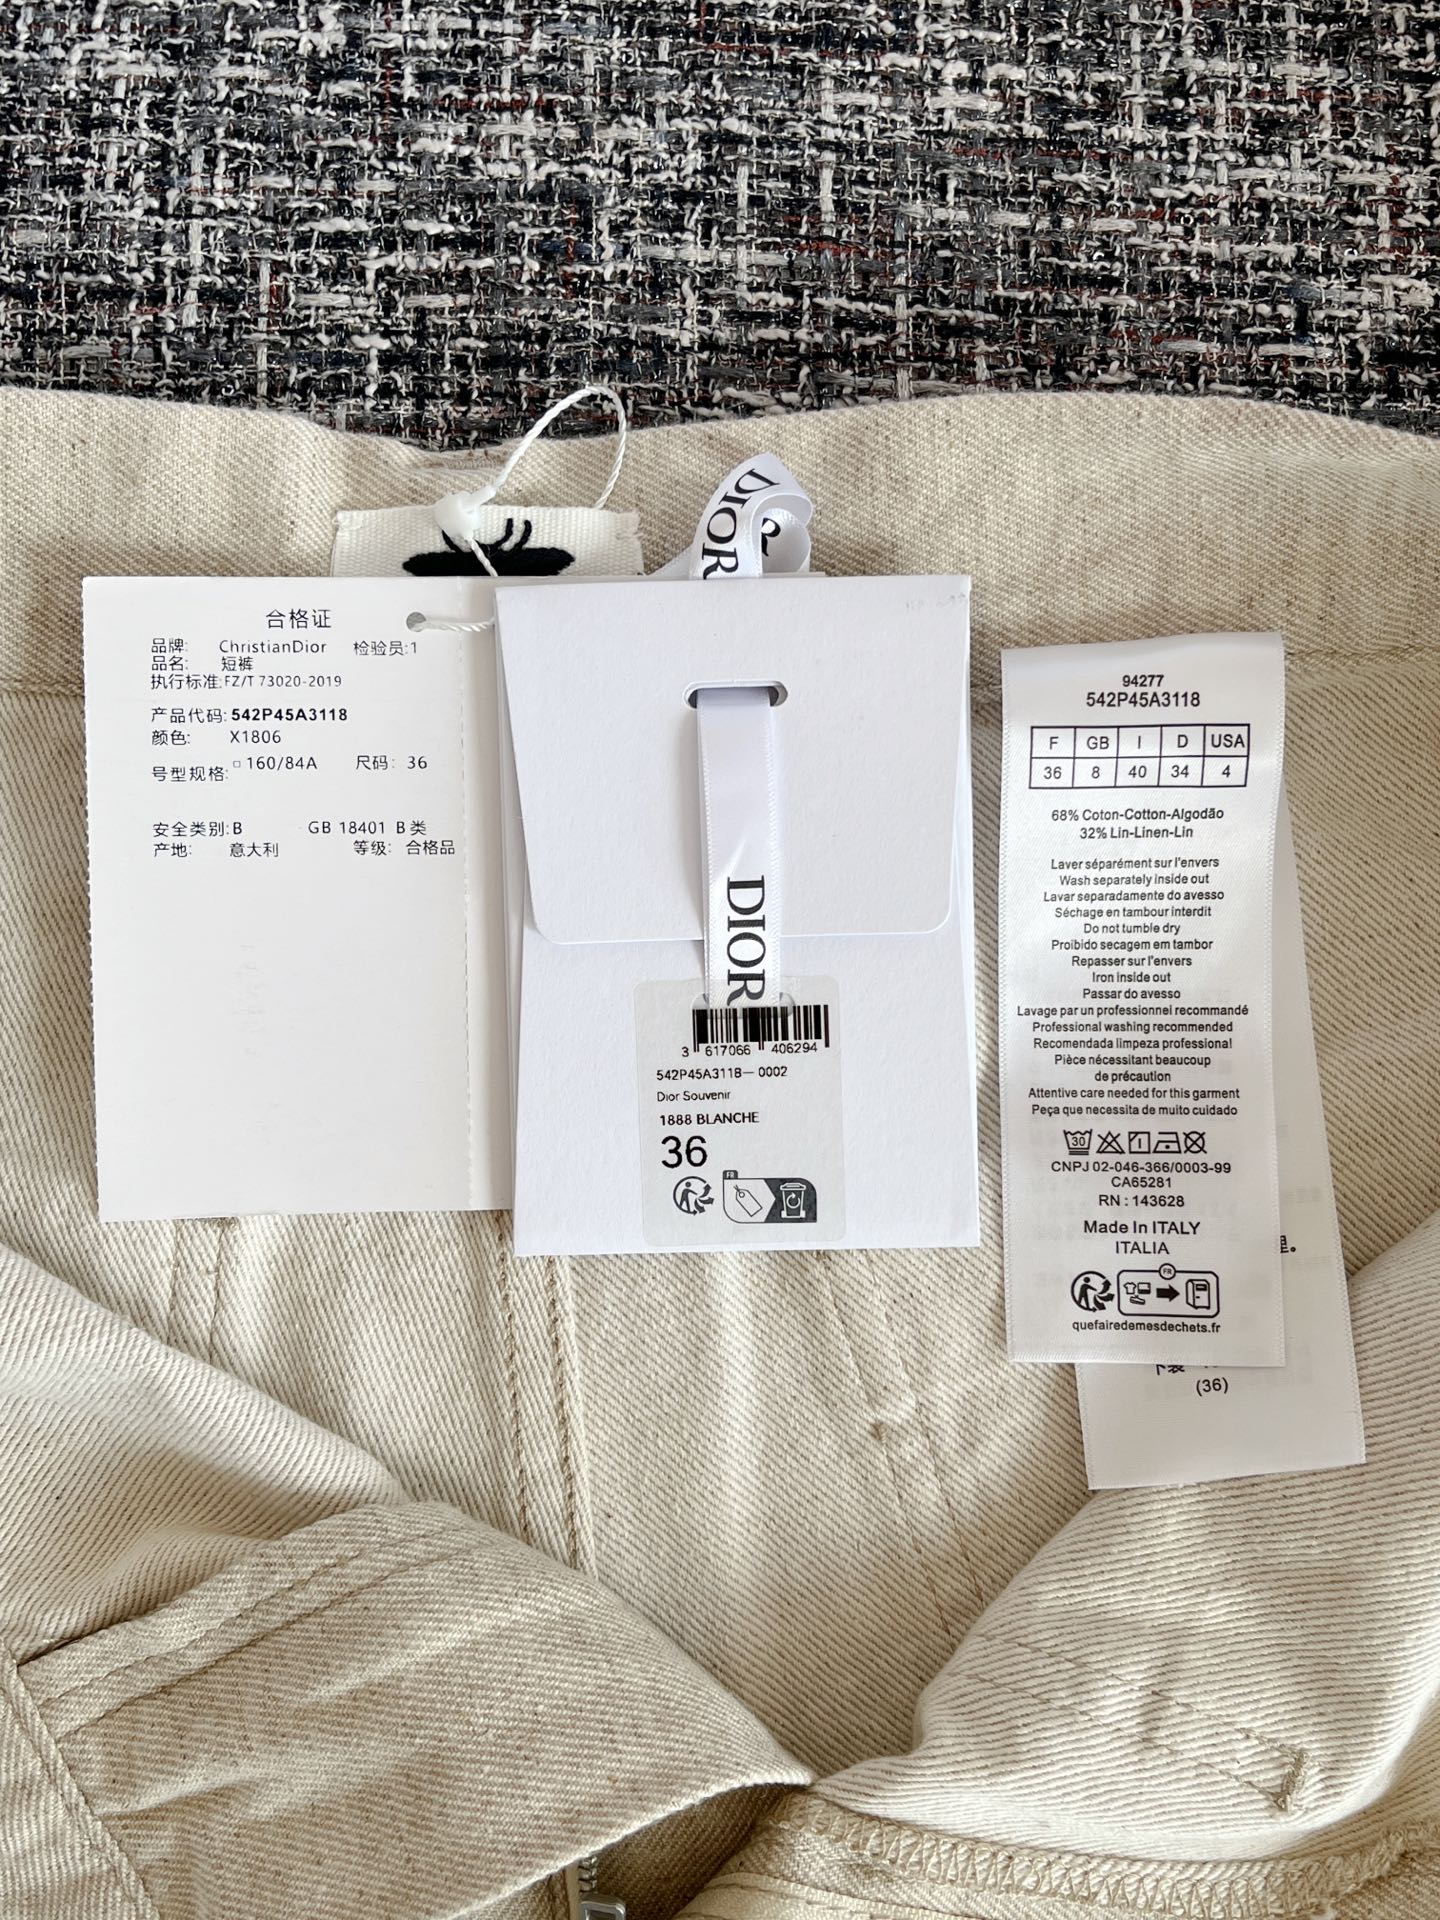 DIOR
合格证
品牌: ChristianDior 检验员:1
品名: 短裤
执行标准:FZ/T 73020-2019
产品代码:542P45A3118
颜色: X1806
号型规格:□160/84A 尺码: 36
安全类别:B GB 18401 B类
产地: 意大利 等级: 合格品
DIOR
3 617066 406294
542P45A3118-0002
Dior Souvenir
1888 BLANCHE
36
FR
94277
542P45A3118
F GB I D USA
36 8 40 34 4
68% Coton-Cotton-Algodão
32% Lin-Linen-Lin
Laver séparément sur l'envers
Wash separately inside out
Lavar separadamente do avesso
Séchage en tambour interdit
Do not tumble dry
Proibido secagem em tambor
Repasser sur l'envers
Iron inside out
Passar do avesso
Lavage par un professionnel recommandé
Professional washing recommended
Recomendada limpeza professional
Pièce nécessitant beaucoup
de précaution
Attentive care needed for this garment
Peça que necessita de muito cuidado
30
CNPJ 02-046-366/0003-99
CA65281
RN : 143628
Made In ITALY
ITALIA
FR
quefairedemesdechets.fr
(36)